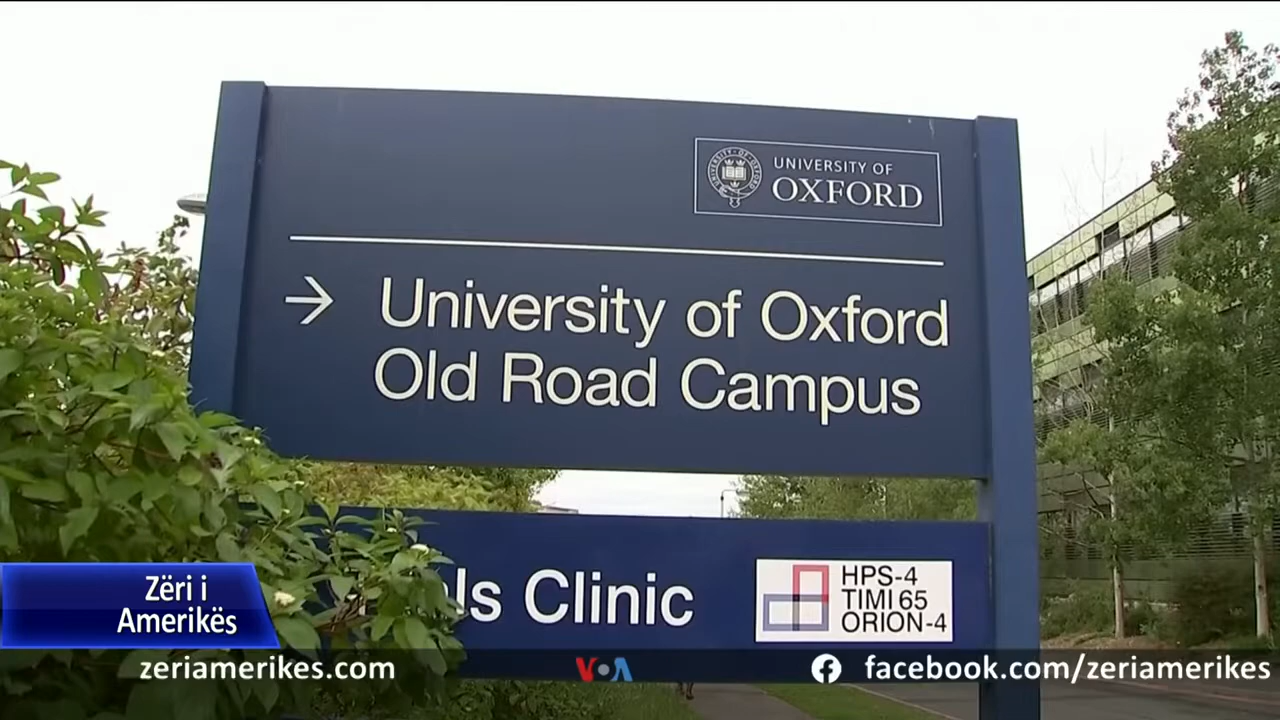 UNIVERSITY OF
OXFORD
University of Oxford
Old Road Campus
Clinic
HPS-4
TIMI 65
ORION-4
Zëri i
Amerikës
zeriamerikes.com
VOA
facebook.com/zeriamerikes